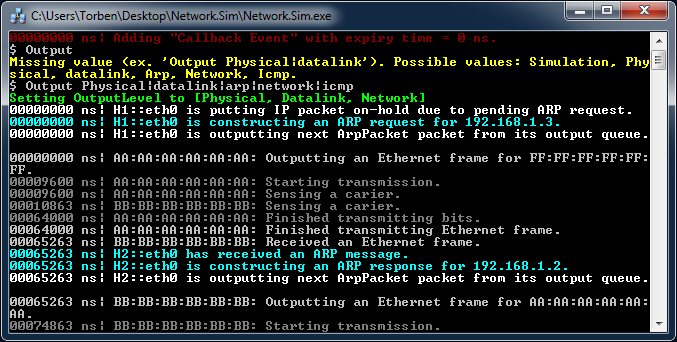 C:\Users\Torben\Desktop\Network.Sim\Network.Sim.exe
00000000 ns| Adding "Callback Event" with expiry time = 0 ns.
$ Output
Missing value (ex. 'Output Physical|datalink'). Possible values: Simulation, Phy
sical, datalink, Arp, Network, Icmp.
$ Output Physical|datalink|arp|network|icmp
Setting OutputLevel to [Physical, Datalink, Network]
00000000 ns| H1::eth0 is putting IP packet on-hold due to pending ARP request.
00000000 ns| H1::eth0 is constructing an ARP request for 192.168.1.3.
00000000 ns| H1::eth0 is outputting next ArpPacket packet from its output queue.
00000000 ns| AA:AA:AA:AA:AA:AA: Outputting an Ethernet frame for FF:FF:FF:FF:FF:
FF.
00009600 ns| AA:AA:AA:AA:AA:AA: Starting transmission.
00009600 ns| AA:AA:AA:AA:AA:AA: Sensing a carier.
00010863 ns| BB:BB:BB:BB:BB:BB: Sensing a carier.
00064000 ns| AA:AA:AA:AA:AA:AA: Finished transmitting bits.
00064000 ns| AA:AA:AA:AA:AA:AA: Finished transmitting Ethernet frame.
00065263 ns| BB:BB:BB:BB:BB:BB: Received an Ethernet frame.
00065263 ns| H2::eth0 has received an ARP message.
00065263 ns| H2::eth0 is constructing an ARP response for 192.168.1.2.
00065263 ns| H2::eth0 is outputting next ArpPacket packet from its output queue.
00065263 ns| BB:BB:BB:BB:BB:BB: Outputting an Ethernet frame for AA:AA:AA:AA:AA:
AA.
00074863 ns| BB:BB:BB:BB:BB:BB: Starting transmission.